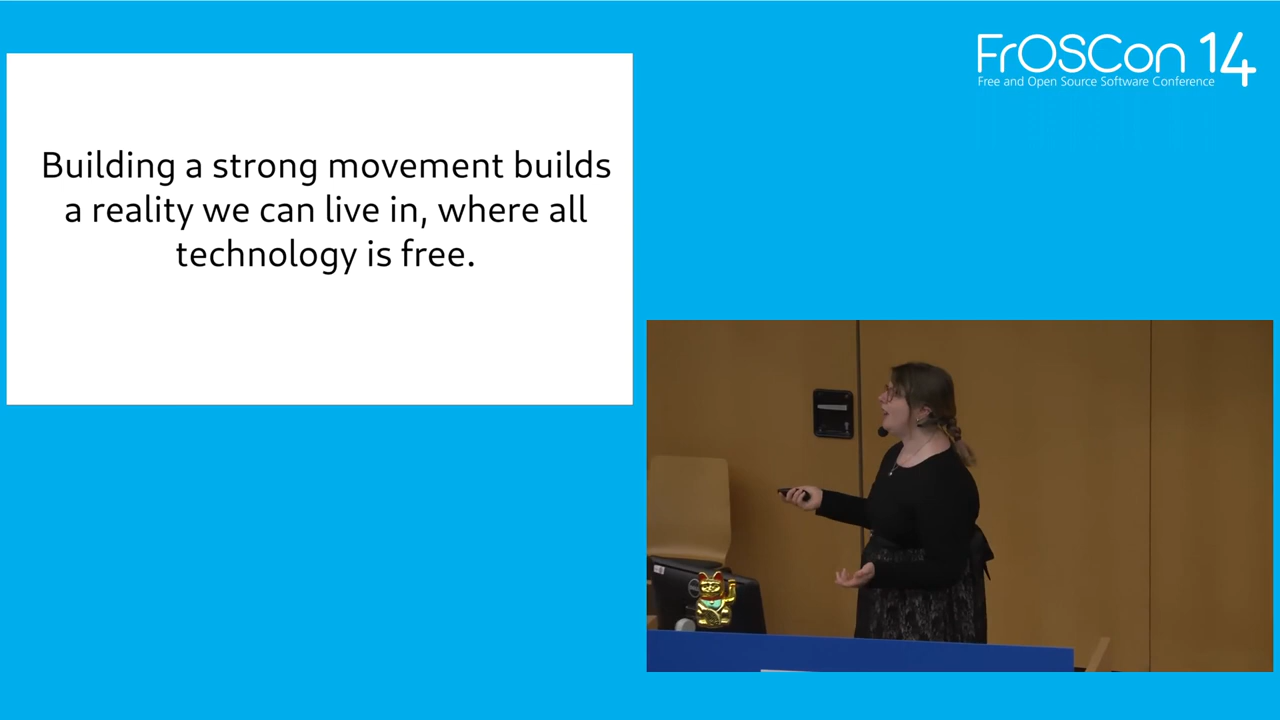 FrOSCon 14
Free and Open Source Software Conference
Building a strong movement builds
a reality we can live in, where all
technology is free.
DELL